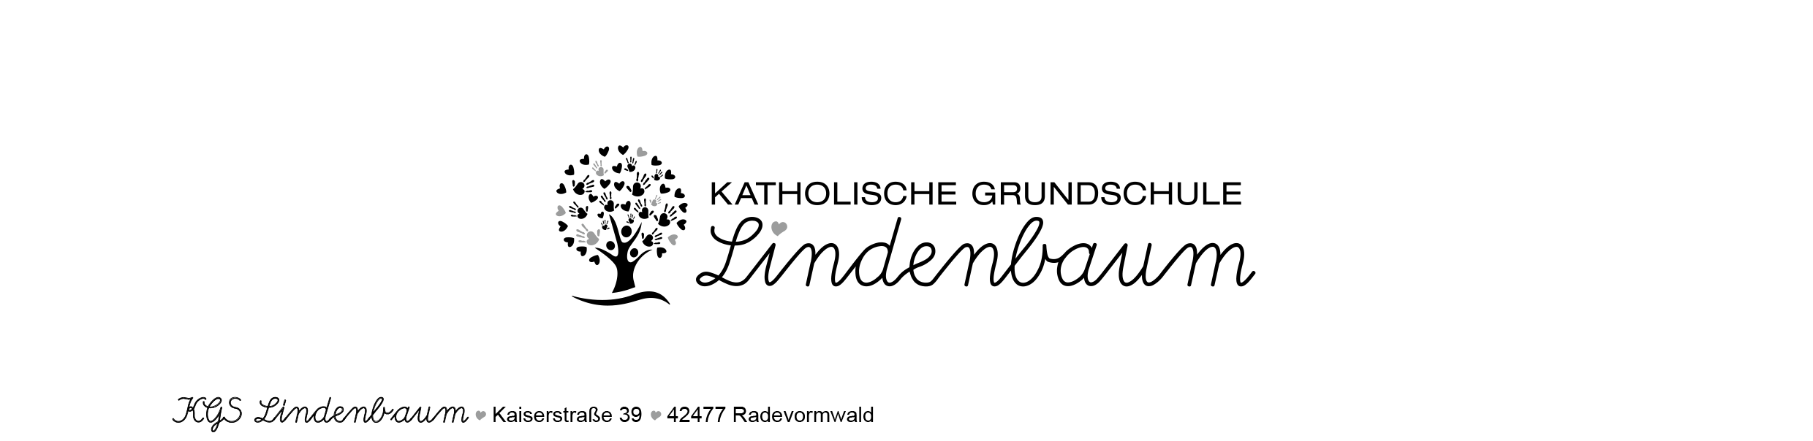 KATHOLISCHE GRUNDSCHULE
Lindenbaum
KGS Lindenbaum Kaiserstraße 39 42477 Radevormwald